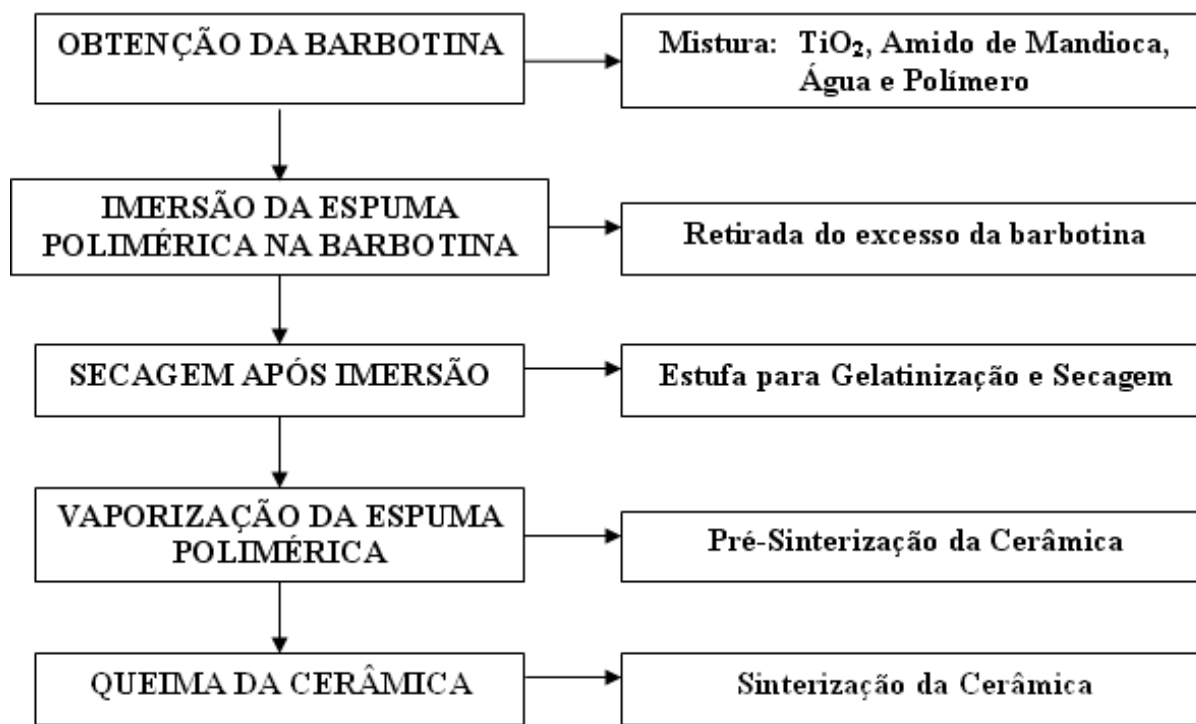 OBTENÇÃO DA BARBOTINA
Mistura: TiO₂, Amido de Mandioca,
Água e Polímero
IMERSÃO DA ESPUMA
POLIMÉRICA NA BARBOTINA
Retirada do excesso da barbotina
SECAGEM APÓS IMERSÃO
Estufa para Gelatinização e Secagem
VAPORIZAÇÃO DA ESPUMA
POLIMÉRICA
Pré-Sinterização da Cerâmica
QUEIMA DA CERÂMICA
Sinterização da Cerâmica